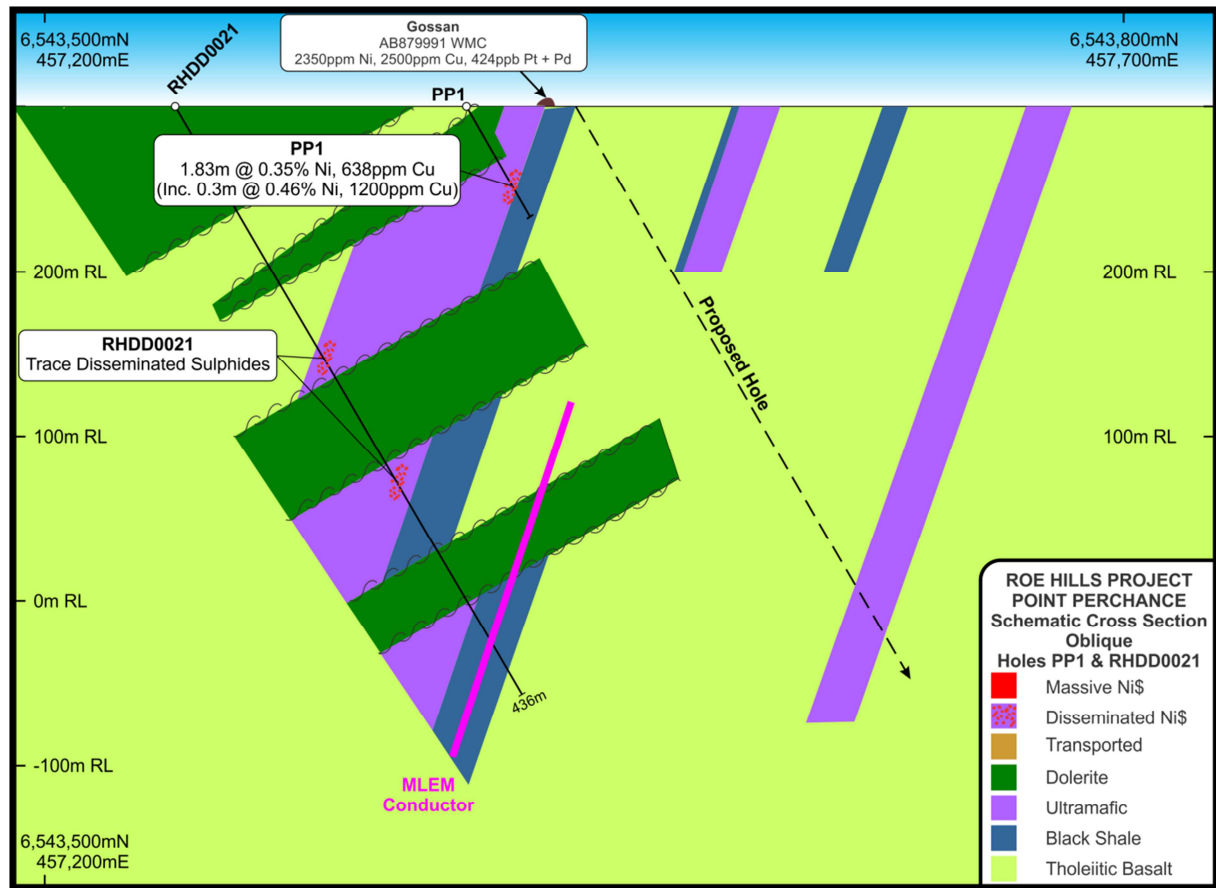 6,543,500mN
457,200mE
Gossan
AB879991 WMC
2350ppm Ni, 2500ppm Cu, 424ppb Pt + Pd
6,543,800mN
457,700mE
RHDD0021
PP1
PP1
1.83m @ 0.35% Ni, 638ppm Cu
(Inc. 0.3m @ 0.46% Ni, 1200ppm Cu)
200m RL
200m RL
Proposed Hole
RHDD0021
Trace Disseminated Sulphides
100m RL
100m RL
0m RL
436m
-100m RL
MLEM
Conductor
6,543,500mN
457,200mE
ROE HILLS PROJECT
POINT PERCHANCE
Schematic Cross Section
Oblique
Holes PP1 & RHDD0021
Massive Ni$
Disseminated Ni$
Transported
Dolerite
Ultramafic
Black Shale
Tholeiitic Basalt